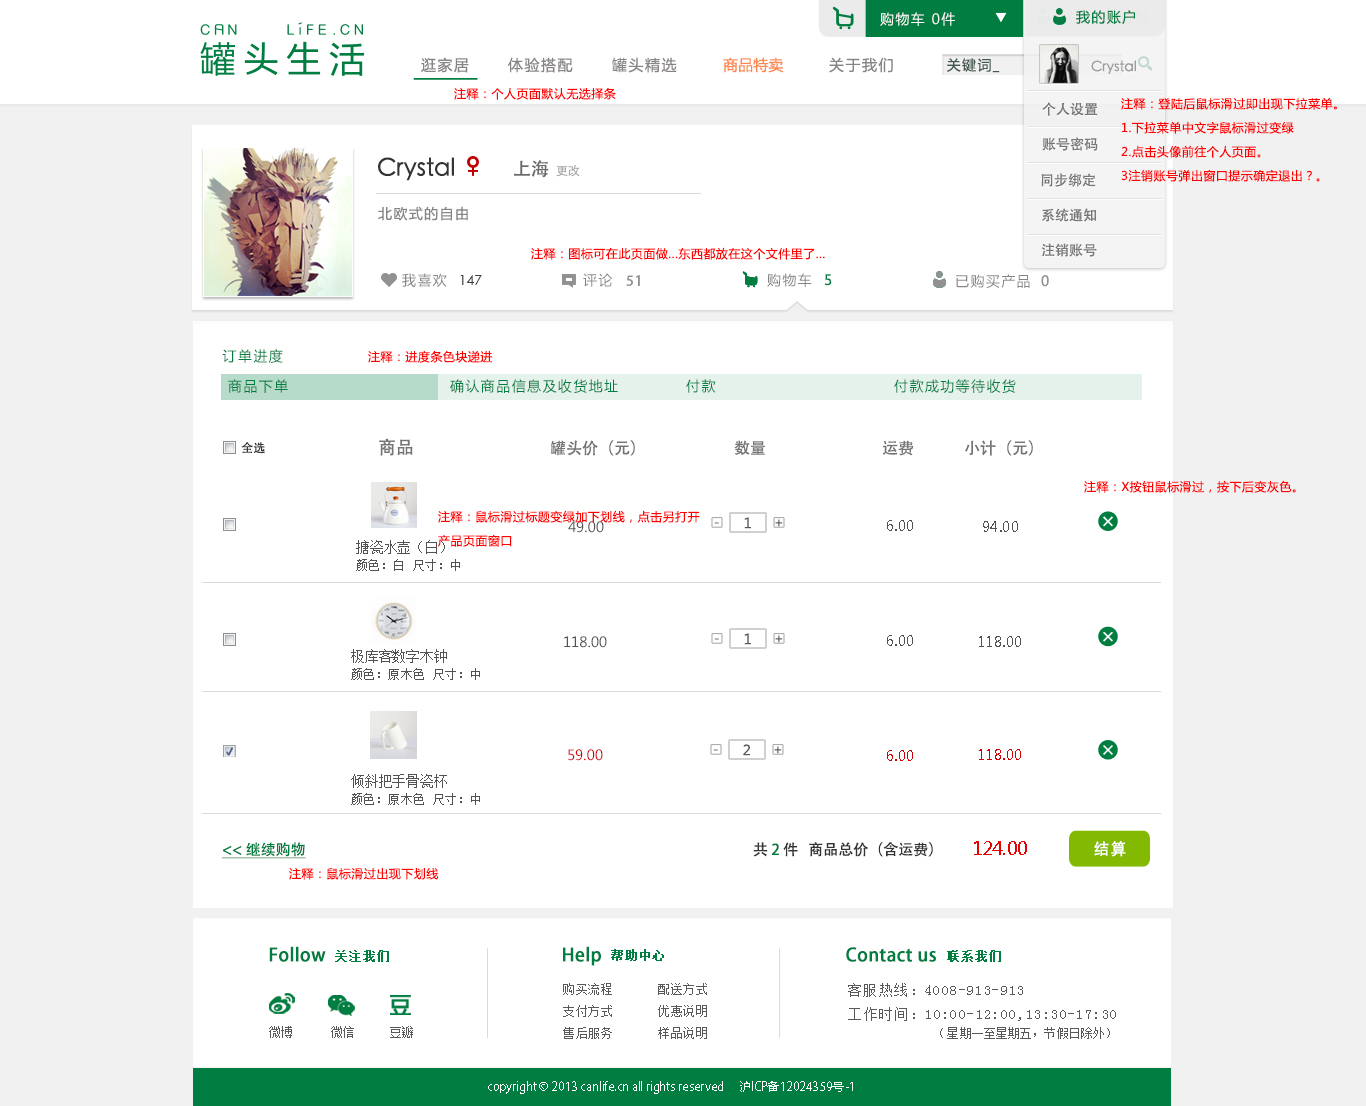 CAN LiFE.CN
罐头生活
购物车 0件
我的账户
逛家居
体验搭配
罐头精选
商品特卖
关于我们
关键词_
Crystal
注释：个人页面默认无选择条
个人设置
账号密码
同步绑定
系统通知
注销账号
注释：登陆后鼠标滑过即出现下拉菜单。
1.下拉菜单中文字鼠标滑过变绿
2.点击头像前往个人页面。
3注销账号弹出窗口提示确定退出？。
Crystal
上海 更改
北欧式的自由
注释：图标可在此页面做...东西都放在这个文件里了...
我喜欢 147
评论 51
购物车 5
已购买产品 0
订单进度
注释：进度条色块递进
商品下单
确认商品信息及收货地址
付款
付款成功等待收货
全选
商品
罐头价（元）
数量
运费
小计（元）
注释：X按钮鼠标滑过，按下后变灰色。
注释：鼠标滑过标题变绿加下划线，点击另打开
产品页面窗口
49.00
- 1 +
6.00
94.00
搪瓷水壶（白）
颜色：白 尺寸：中
118.00
- 1 +
6.00
118.00
极库客数字木钟
颜色：原木色 尺寸：中
59.00
- 2 +
6.00
118.00
倾斜把手骨瓷杯
颜色：原木色 尺寸：中
<< 继续购物
共 2 件 商品总价（含运费）
124.00
结算
注释：鼠标滑过出现下划线
Follow 关注我们
微博
微信
豆瓣
Help 帮助中心
购买流程
配送方式
支付方式
优惠说明
售后服务
样品说明
Contact us 联系我们
客服热线：4008-913-913
工作时间：10:00-12:00,13:30-17:30
（星期一至星期五，节假日除外）
copyright© 2013 canlife.cn all rights reserved 沪ICP备12024359号-1